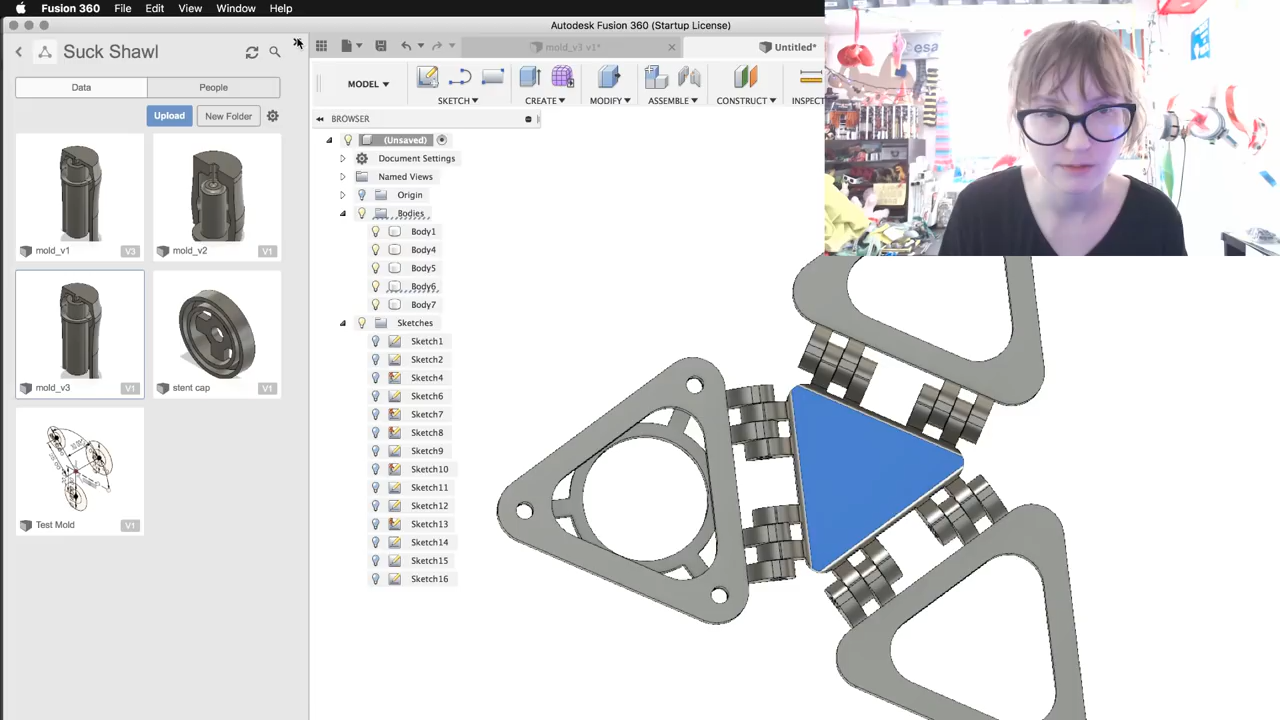 Fusion 360 File Edit View Window Help
Autodesk Fusion 360 (Startup License)
Suck Shawl
mold_v3 v1*
Untitled*
Data People
MODEL
SKETCH CREATE MODIFY ASSEMBLE CONSTRUCT INSPECT
Upload New Folder
BROWSER
(Unsaved)
Document Settings
Named Views
Origin
Bodies
Body1
Body4
Body5
Body6
Body7
Sketches
Sketch1
Sketch2
Sketch4
Sketch6
Sketch7
Sketch8
Sketch9
Sketch10
Sketch11
Sketch12
Sketch13
Sketch14
Sketch15
Sketch16
mold_v1 V3
mold_v2 V1
mold_v3 V1
stent cap V1
Test Mold V1
esa